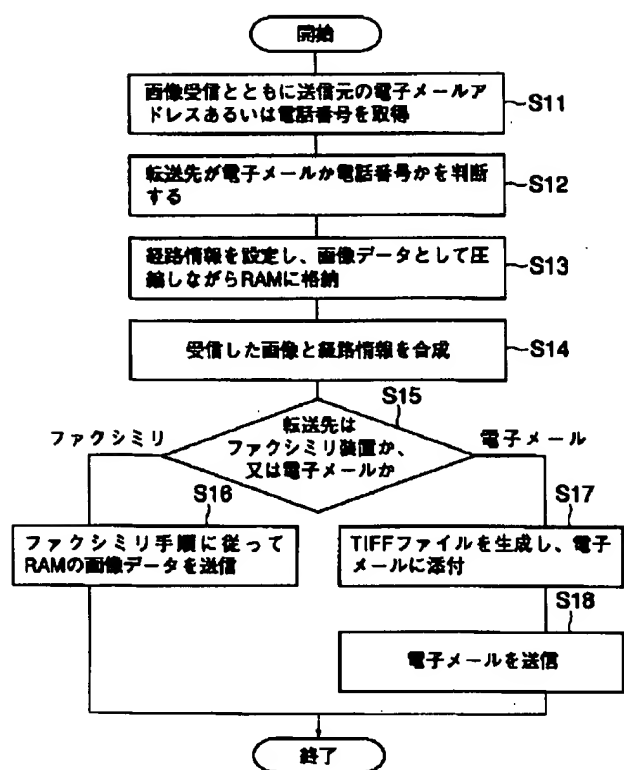 開始
画像受信とともに送信元の電子メールア
ドレスあるいは電話番号を取得
S11
転送先が電子メールか電話番号かを判断
する
S12
経路情報を設定し、画像データとして圧
縮しながらRAMに格納
S13
受信した画像と経路情報を合成
S14
S15
転送先は
ファクシミリ装置か、
又は電子メールか
ファクシミリ
電子メール
S16
ファクシミリ手順に従って
RAMの画像データを送信
S17
TIFFファイルを生成し、電子
メールに添付
S18
電子メールを送信
終了